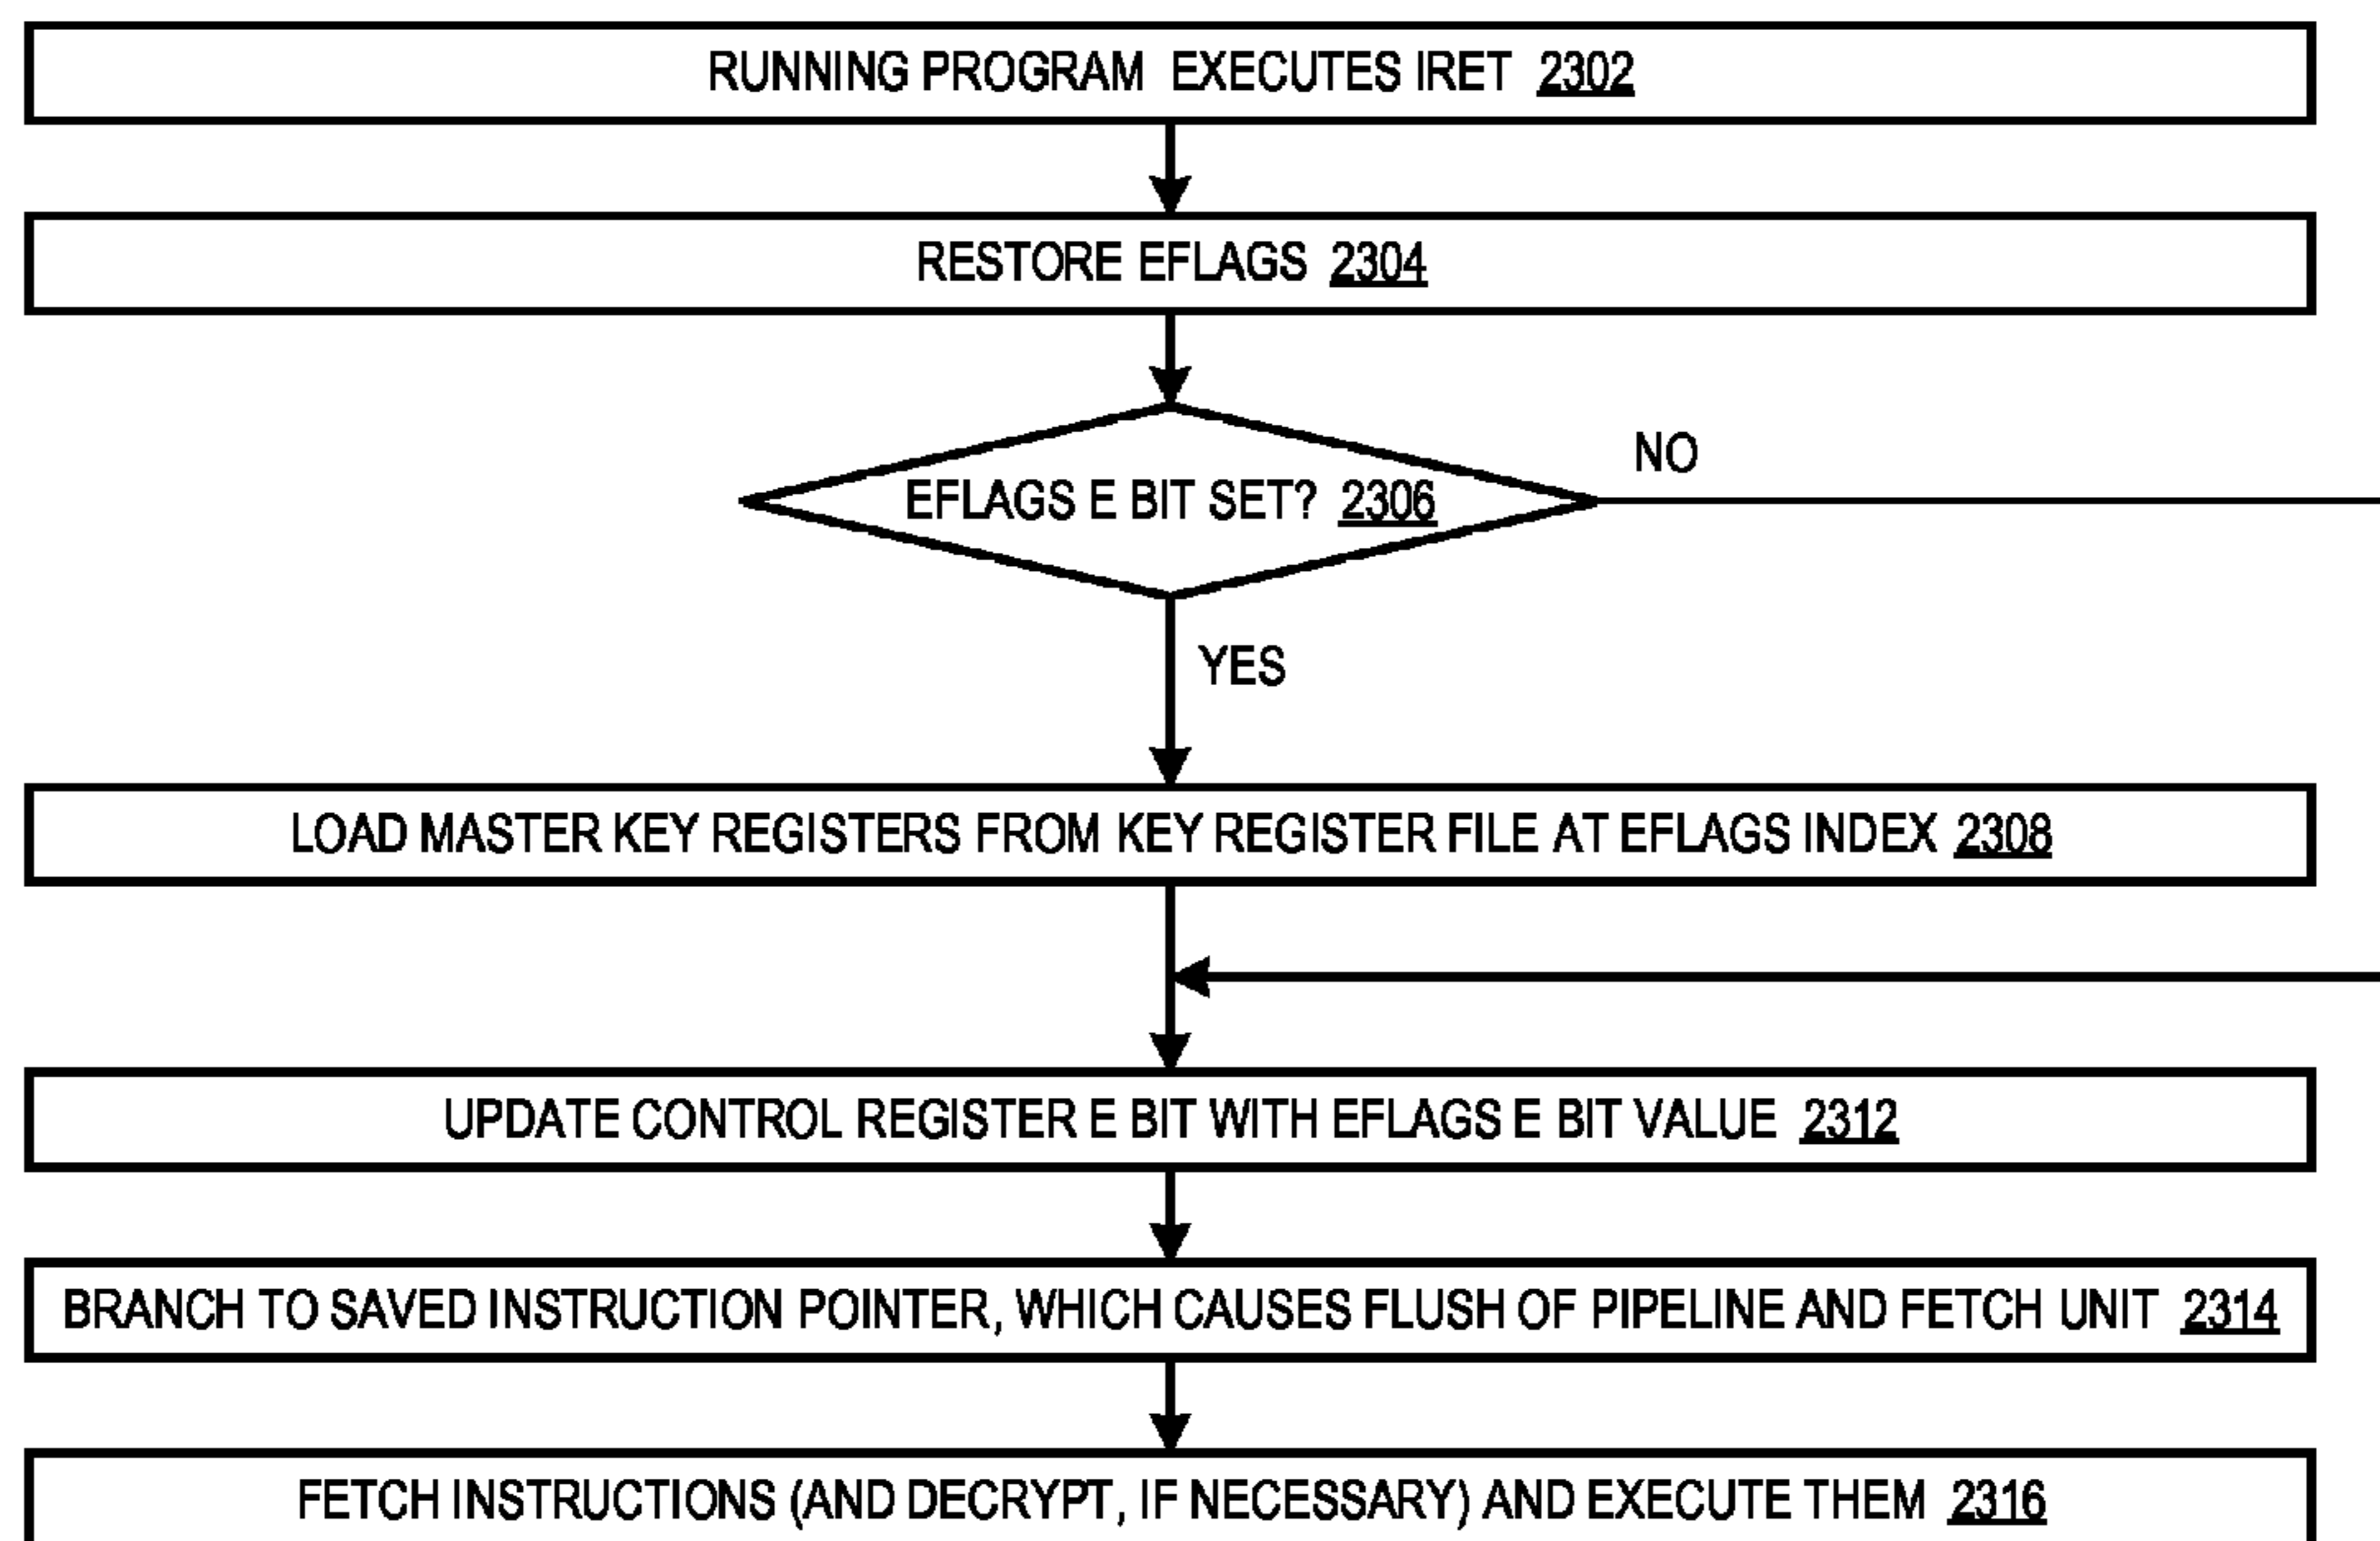 RUNNING PROGRAM EXECUTES IRET 2302
RESTORE EFLAGS 2304
NO
EFLAGS E BIT SET? 2306
YES
LOAD MASTER KEY REGISTERS FROM KEY REGISTER FILE AT EFLAGS INDEX 2308
UPDATE CONTROL REGISTER E BIT WITH EFLAGS E BIT VALUE 2312
BRANCH TO SAVED INSTRUCTION POINTER, WHICH CAUSES FLUSH OF PIPELINE AND FETCH UNIT 2314
FETCH INSTRUCTIONS (AND DECRYPT, IF NECESSARY) AND EXECUTE THEM 2316